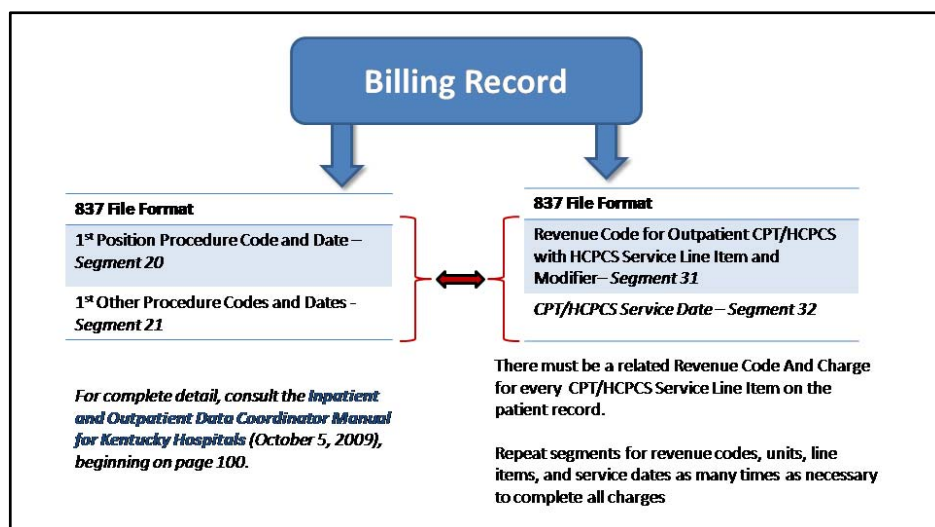 Billing Record
837 File Format
1st Position Procedure Code and Date –
Segment 20
1st Other Procedure Codes and Dates -
Segment 21
For complete detail, consult the Inpatient
and Outpatient Data Coordinator Manual
for Kentucky Hospitals (October 5, 2009),
beginning on page 100.
837 File Format
Revenue Code for Outpatient CPT/HCPCS
with HCPCS Service Line Item and
Modifier– Segment 31
CPT/HCPCS Service Date – Segment 32
There must be a related Revenue Code And Charge
for every CPT/HCPCS Service Line Item on the
patient record.
Repeat segments for revenue codes, units, line
items, and service dates as many times as necessary
to complete all charges